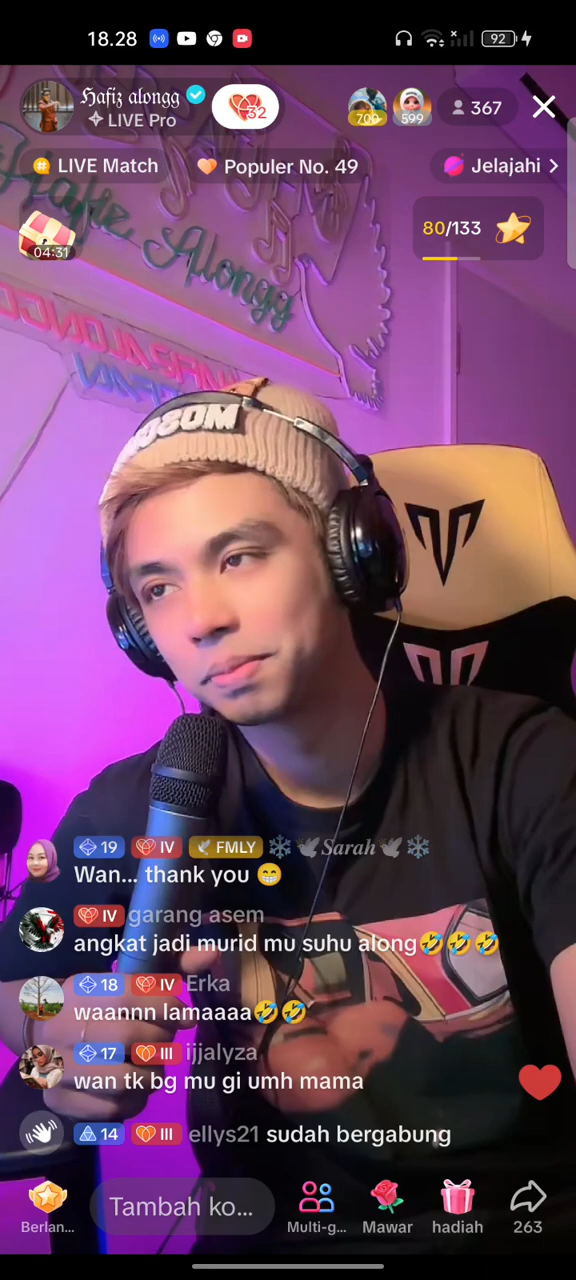 18.28
92
Hafiz alongg
LIVE Pro
32
700
599
367
LIVE Match
Populer No. 49
Jelajahi
04:31
80/133
Hafiz Alongg
19 IV FMLY Sarah
Wan... thank you 😁
IV garang asem
angkat jadi murid mu suhu along🤣🤣🤣
18 IV Erka
waannn lamaaaa🤣🤣
17 III ijjalyza
wan tk bg mu gi umh mama
14 III ellys21 sudah bergabung
Berlan...
Tambah ko...
Multi-g...
Mawar
hadiah
263